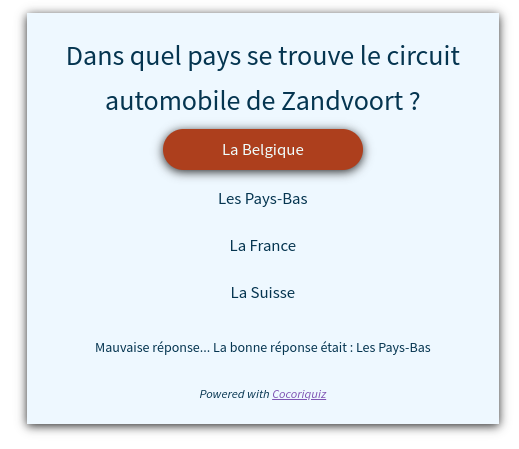 Dans quel pays se trouve le circuit
automobile de Zandvoort ?
La Belgique
Les Pays-Bas
La France
La Suisse
Mauvaise réponse... La bonne réponse était : Les Pays-Bas
Powered with Cocoriquiz